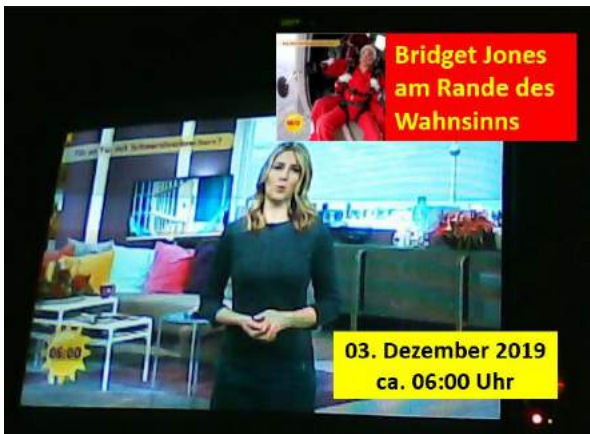 Bridget Jones
am Rande des
Wahnsinns
06:00
03. Dezember 2019
ca. 06:00 Uhr